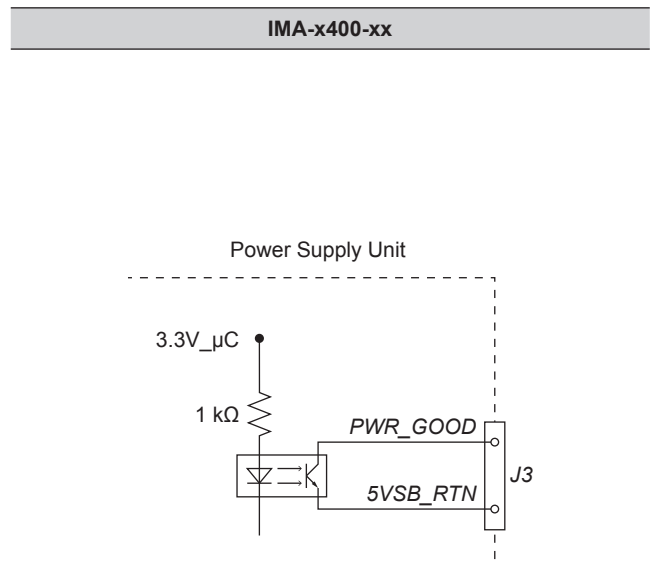 IMA-x400-xx
Power Supply Unit
3.3V_µC
1 kΩ
PWR_GOOD
J3
5VSB_RTN